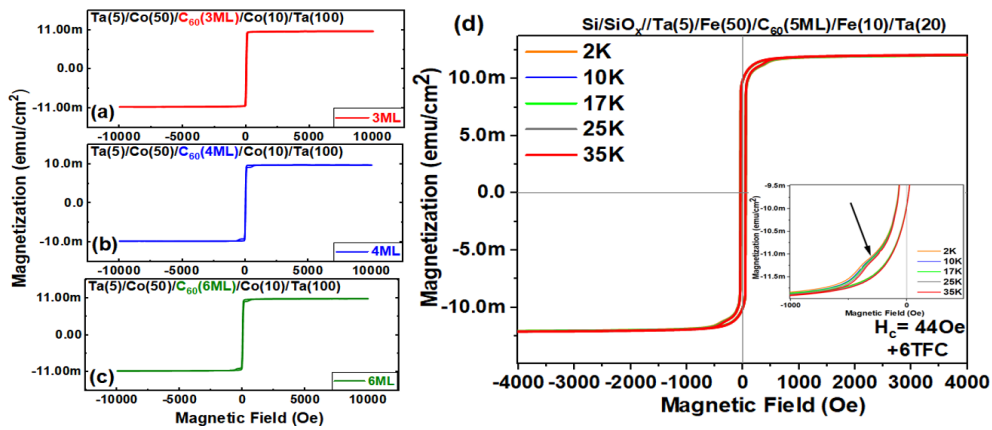 Magnetization (emu/cm²)
Ta(5)/Co(50)/C₆₀(3ML)/Co(10)/Ta(100)
11.00m
0.00
-11.00m
(a)
3ML
-10000 -5000 0 5000 10000
Ta(5)/Co(50)/C₆₀(4ML)/Co(10)/Ta(100)
10.0m
0.00
-10.0m
(b)
4ML
-10000 -5000 0 5000 10000
Ta(5)/Co(50)/C₆₀(6ML)/Co(10)/Ta(100)
11.00m
0.00
-11.00m
(c)
6ML
-10000 -5000 0 5000 10000
Magnetic Field (Oe)
(d)
Si/SiOₓ//Ta(5)/Fe(50)/C₆₀(5ML)/Fe(10)/Ta(20)
Magnetization (emu/cm²)
10.0m
5.0m
0.0
-5.0m
-10.0m
2K
10K
17K
25K
35K
Magnetization (emu/cm²)
-9.5m
-10.0m
-10.5m
-11.0m
-11.5m
2K
10K
17K
25K
35K
-1000 -500 0
Magnetic Field (Oe)
H꜀= 44Oe
+6TFC
-4000 -3000 -2000 -1000 0 1000 2000 3000 4000
Magnetic Field (Oe)